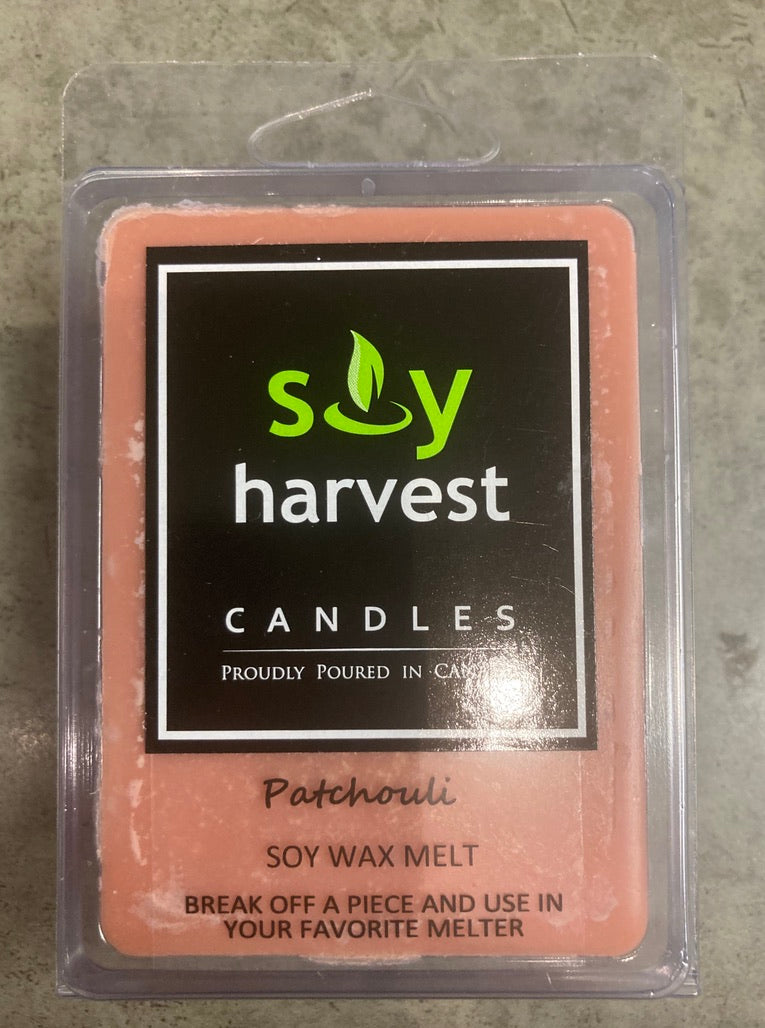 soy
harvest
CANDLES
PROUDLY POURED IN
Patchouli
SOY WAX MELT
BREAK OFF A PIECE AND USE IN
YOUR FAVORITE MELTER